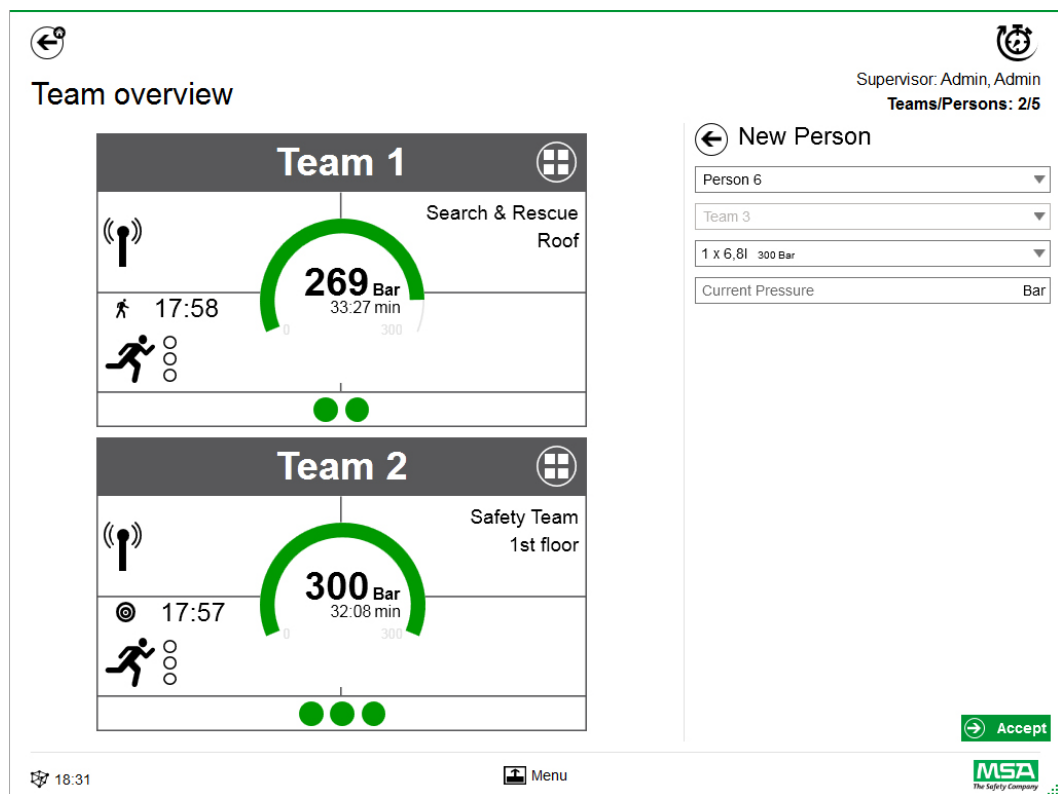 Supervisor: Admin, Admin
Team overview
Teams/Persons: 2/5
Team 1
Search & Rescue
Roof
269 Bar
33:27 min
17:58
0
300
Team 2
Safety Team
1st floor
300 Bar
32:08 min
17:57
0
300
New Person
Person 6
Team 3
1 x 6,8l 300 Bar
Current Pressure Bar
Accept
18:31
Menu
MSA
The Safety Company